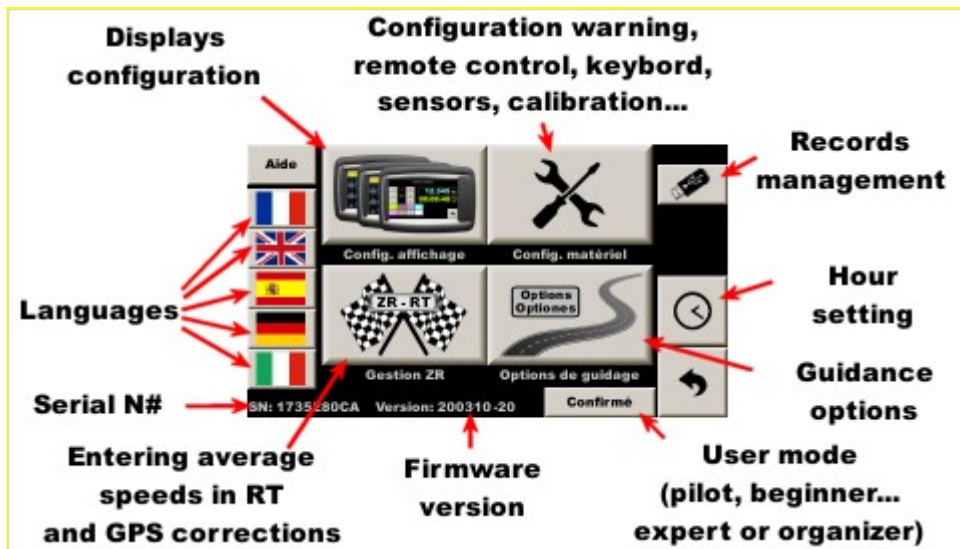 Displays
configuration
Configuration warning,
remote control, keybord,
sensors, calibration...
Records
management
Aide
Config. affichage
Config. matériel
Languages
ZR - RT
Options
Optiones
Hour
setting
Gestion ZR
Options de guidage
Guidance
options
Serial N#
SN: 1735280CA Version: 200310-20
Confirmé
Entering average
speeds in RT
and GPS corrections
Firmware
version
User mode
(pilot, beginner...
expert or organizer)